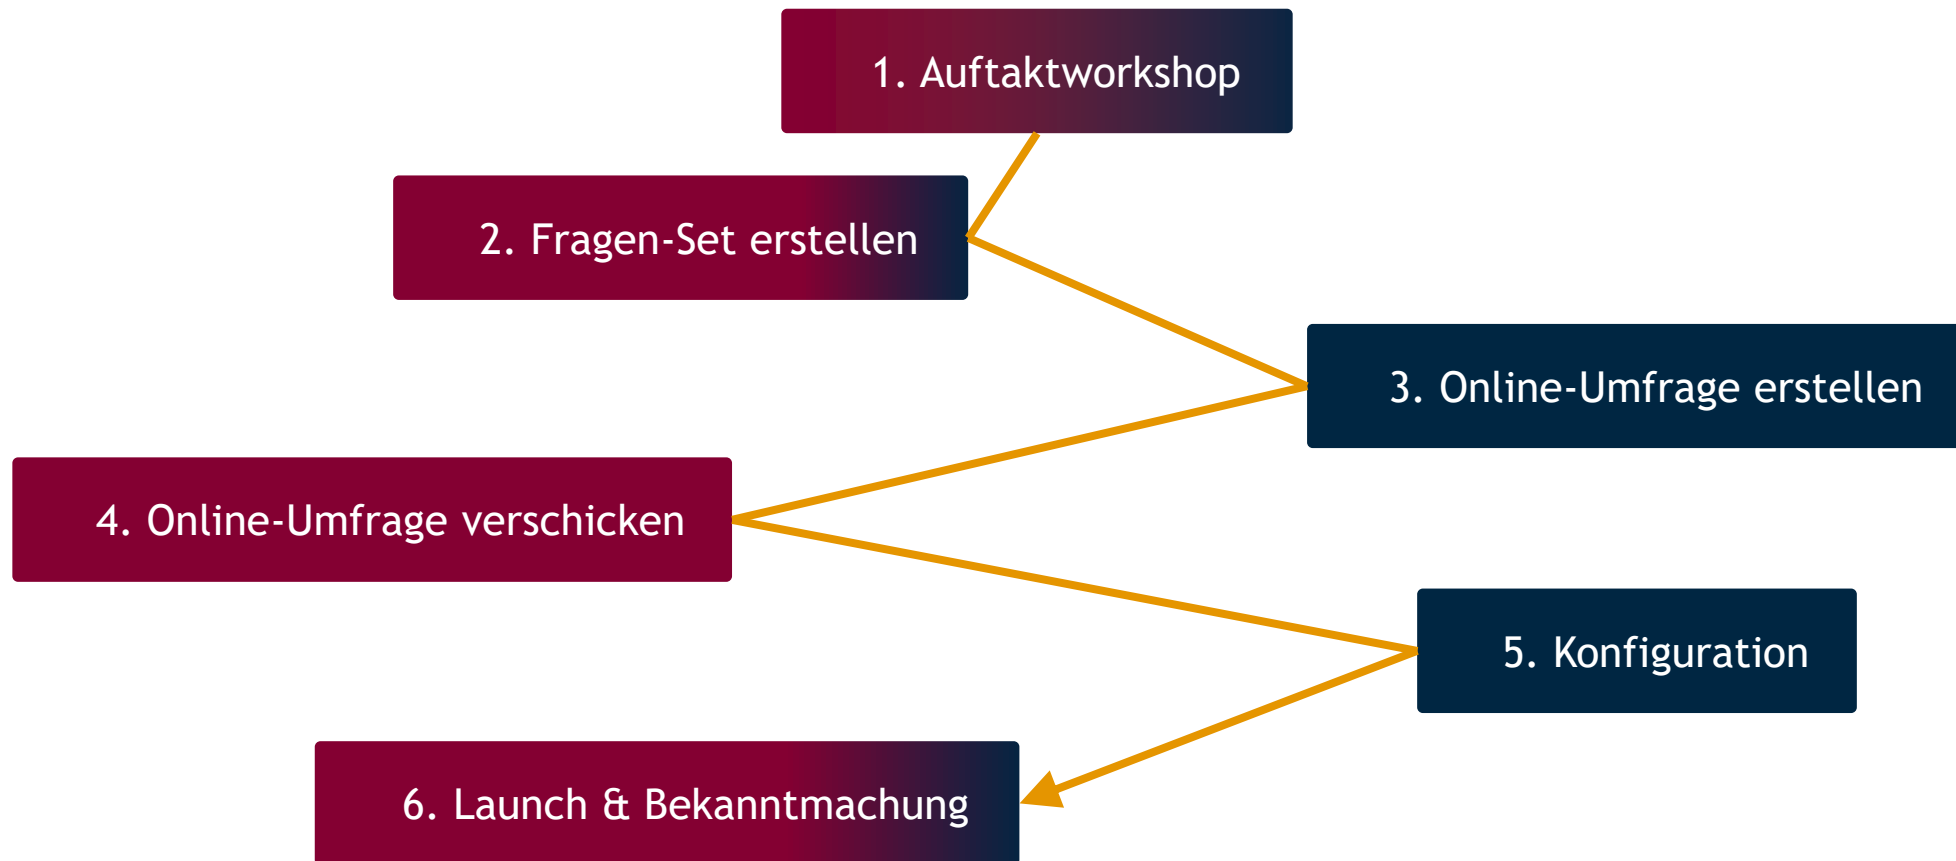 1. Auftaktworkshop
2. Fragen-Set erstellen
3. Online-Umfrage erstellen
4. Online-Umfrage verschicken
5. Konfiguration
6. Launch & Bekanntmachung